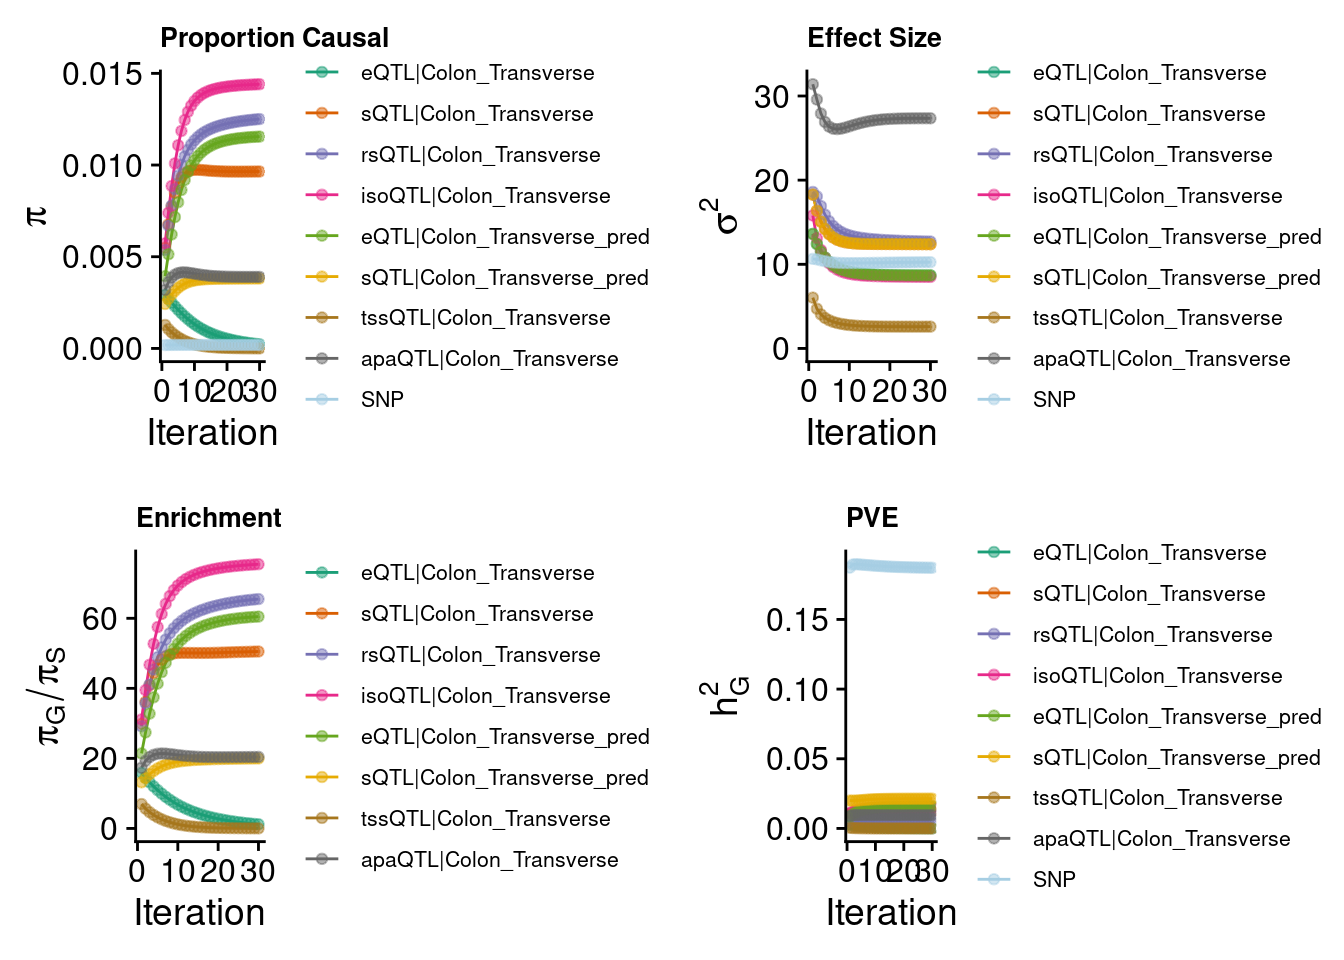 Proportion Causal
π
0.015
0.010
0.005
0.000
0 10 20 30
Iteration
eQTL|Colon_Transverse
sQTL|Colon_Transverse
rsQTL|Colon_Transverse
isoQTL|Colon_Transverse
eQTL|Colon_Transverse_pred
sQTL|Colon_Transverse_pred
tssQTL|Colon_Transverse
apaQTL|Colon_Transverse
SNP
Effect Size
σ²
30
20
10
0
0 10 20 30
Iteration
eQTL|Colon_Transverse
sQTL|Colon_Transverse
rsQTL|Colon_Transverse
isoQTL|Colon_Transverse
eQTL|Colon_Transverse_pred
sQTL|Colon_Transverse_pred
tssQTL|Colon_Transverse
apaQTL|Colon_Transverse
SNP
Enrichment
π_G/π_S
60
40
20
0
0 10 20 30
Iteration
eQTL|Colon_Transverse
sQTL|Colon_Transverse
rsQTL|Colon_Transverse
isoQTL|Colon_Transverse
eQTL|Colon_Transverse_pred
sQTL|Colon_Transverse_pred
tssQTL|Colon_Transverse
apaQTL|Colon_Transverse
PVE
h²_G
0.15
0.10
0.05
0.00
0 10 20 30
Iteration
eQTL|Colon_Transverse
sQTL|Colon_Transverse
rsQTL|Colon_Transverse
isoQTL|Colon_Transverse
eQTL|Colon_Transverse_pred
sQTL|Colon_Transverse_pred
tssQTL|Colon_Transverse
apaQTL|Colon_Transverse
SNP